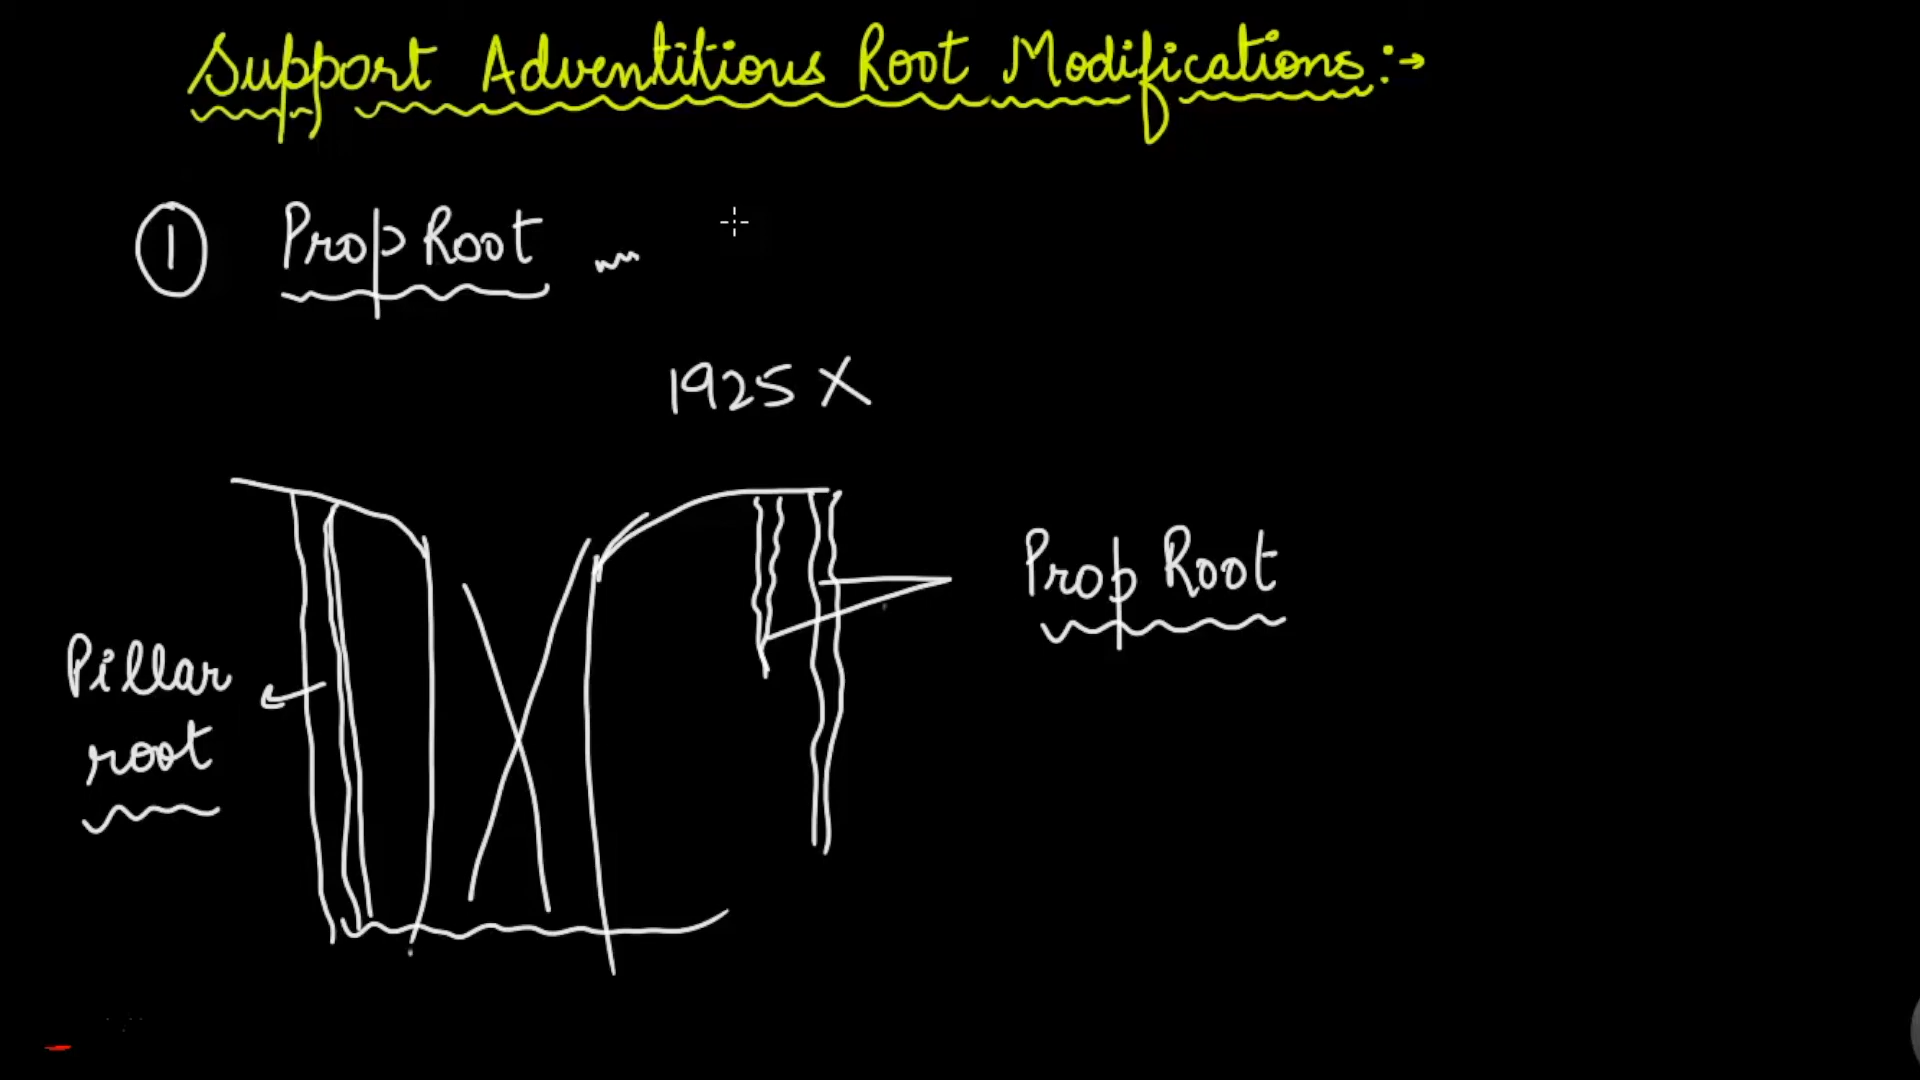 Support Adventitious Root Modifications:→
1 Prop Root
1925 X
Prop Root
Pillar
root